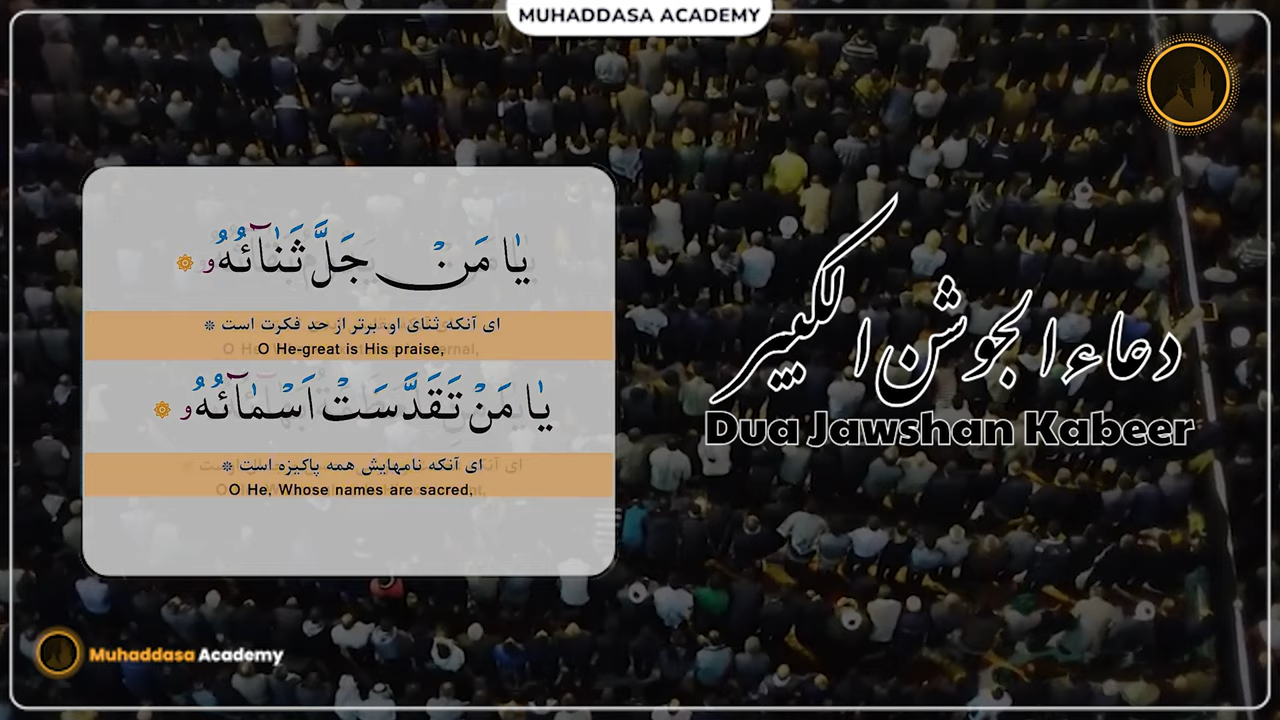 MUHADDASA ACADEMY
يٰا مَنْ جَلَّ ثَنٰآئُهُو ۞
ای آنکه ثنای او، برتر از حد فکرت است *
O He-great is His praise,
يٰا مَنْ تَقَدَّسَتْ اَسْمٰآئُهُو ۞
ای آنکه نامهایش همه پاکیزه است *
O He, Whose names are sacred,
دعاء الجوشن الكبير
Dua Jawshan Kabeer
Muhaddasa Academy